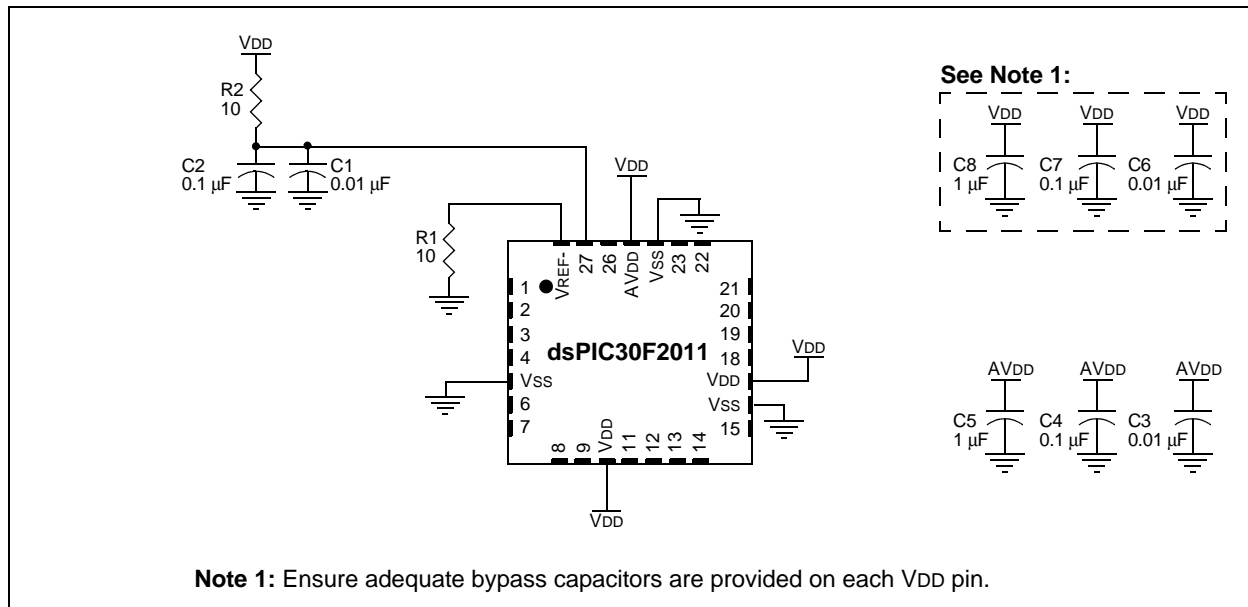 VDD
R2
10
C2
0.1 µF
C1
0.01 µF
R1
10
VDD
VREF-
27
26
AVDD
VSS
23
22
1
2
3
4
VSS
6
7
dsPIC30F2011
21
20
19
18
VDD
VSS
15
VDD
8
9
VDD
11
12
13
14
VDD
See Note 1:
VDD
VDD
VDD
C8
1 µF
C7
0.1 µF
C6
0.01 µF
AVDD
AVDD
AVDD
C5
1 µF
C4
0.1 µF
C3
0.01 µF
Note 1: Ensure adequate bypass capacitors are provided on each VDD pin.